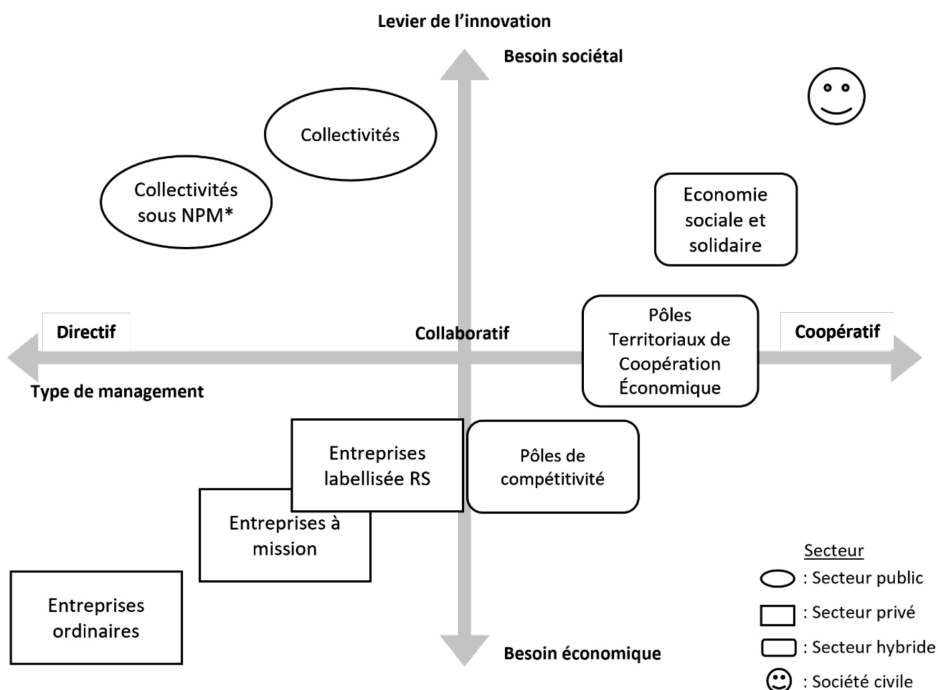 Levier de l’innovation
Besoin sociétal
Collectivités
Collectivités
sous NPM*
Economie
sociale et
solidaire
Directif
Collaboratif
Pôles
Territoriaux de
Coopération
Économique
Coopératif
Type de management
Entreprises
labellisée RS
Pôles de
compétitivité
Entreprises à
mission
Entreprises
ordinaires
Besoin économique
Secteur
: Secteur public
: Secteur privé
: Secteur hybride
: Société civile